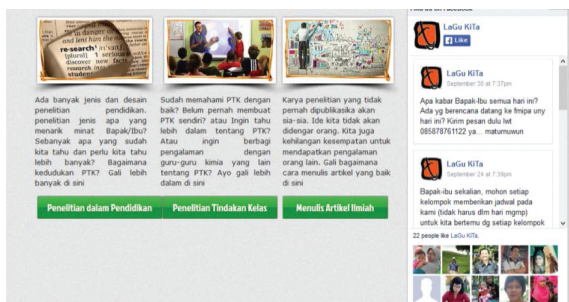 Find us on Facebook
re·search¹
Ada banyak jenis dan desain
penelitian pendidikan.
penelitian jenis apa yang
menarik minat Bapak/Ibu?
Sebanyak apa yang sudah
kita tahu dan perlu kita tahu
lebih banyak? Bagaimana
kedudukan PTK? Gali lebih
banyak di sini
Penelitian dalam Pendidikan
Sudah memahami PTK dengan
baik? Belum pernah membuat
PTK sendiri? atau Ingin tahu
lebih dalam tentang PTK?
Atau ingin berbagi
pengalaman dengan
guru-guru kimia yang lain
tentang PTK? Ayo gali lebih
dalam di sini
Penelitian Tindakan Kelas
Karya penelitian yang tidak
pernah dipublikasika akan
sia-sia. Ide kita tidak akan
didengar orang. Kita juga
kehilangan kesempatan untuk
mendapatkan pengalaman
orang lain. Gali bagaimana
cara menulis artikel yang baik
di sini
Menulis Artikel Ilmiah
LaGu KiTa
Like
LaGu KiTa
September 30 at 7:37pm
Apa kabar Bapak-Ibu semua hari ini?
Ada yg berencana datang ke fmipa uny
hari ini? Kirim pesan dulu lwt
085878761122 ya... maturnuwun
LaGu KiTa
September 24 at 7:39pm
Bapak-ibu sekalian, mohon setiap
kelompok memberikan jadwal pada
kami (tidak harus dlm hari mgmp)
untuk kita bertemu dg setiap kelompok
22 people like LaGu KiTa.